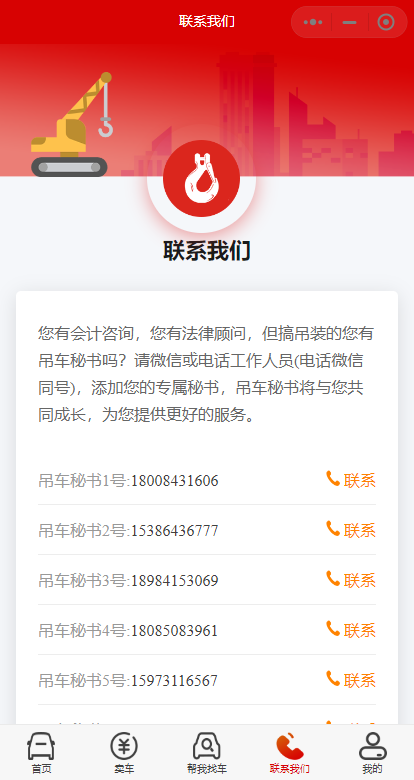 联系我们
联系我们
您有会计咨询，您有法律顾问，但搞吊装的您有
吊车秘书吗？请微信或电话工作人员(电话微信
同号)，添加您的专属秘书，吊车秘书将与您共
同成长，为您提供更好的服务。
吊车秘书1号:18008431606 联系
吊车秘书2号:15386436777 联系
吊车秘书3号:18984153069 联系
吊车秘书4号:18085083961 联系
吊车秘书5号:15973116567 联系
首页 卖车 帮我找车 联系我们 我的